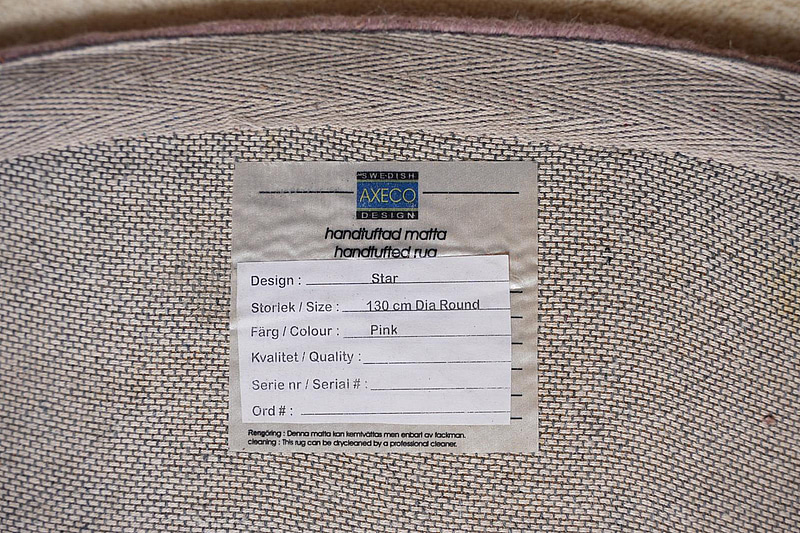 SWEDISH
AXECO
DESIGN
handtuftad matta
handtufted rug
Design : Star
Storlek / Size : 130 cm Dia Round
Färg / Colour : Pink
Kvalitet / Quality :
Serie nr / Serial # :
Ord # :
Rengöring : Denna matta kan kemtvättas men enbart av fackman.
cleaning : This rug can be drycleaned by a professional cleaner.